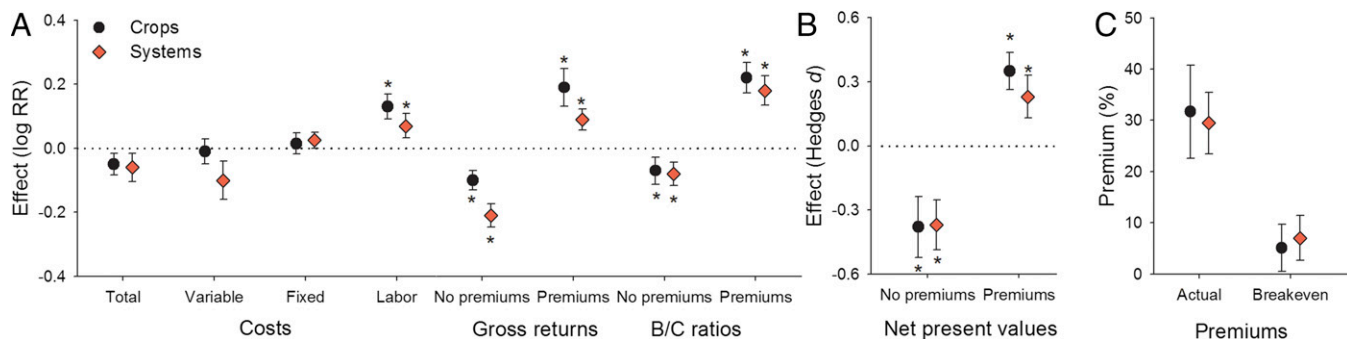 A
Crops
Systems
Effect (log RR)
0.4
0.2
0.0
-0.2
-0.4
* * * * * * * * * *
Total Variable Fixed Labor No premiums Premiums No premiums Premiums
Costs Gross returns B/C ratios
B
Effect (Hedges d)
0.6
0.3
0.0
-0.3
-0.6
* * * *
No premiums Premiums
Net present values
C
Premium (%)
50
40
30
20
10
0
Actual Breakeven
Premiums